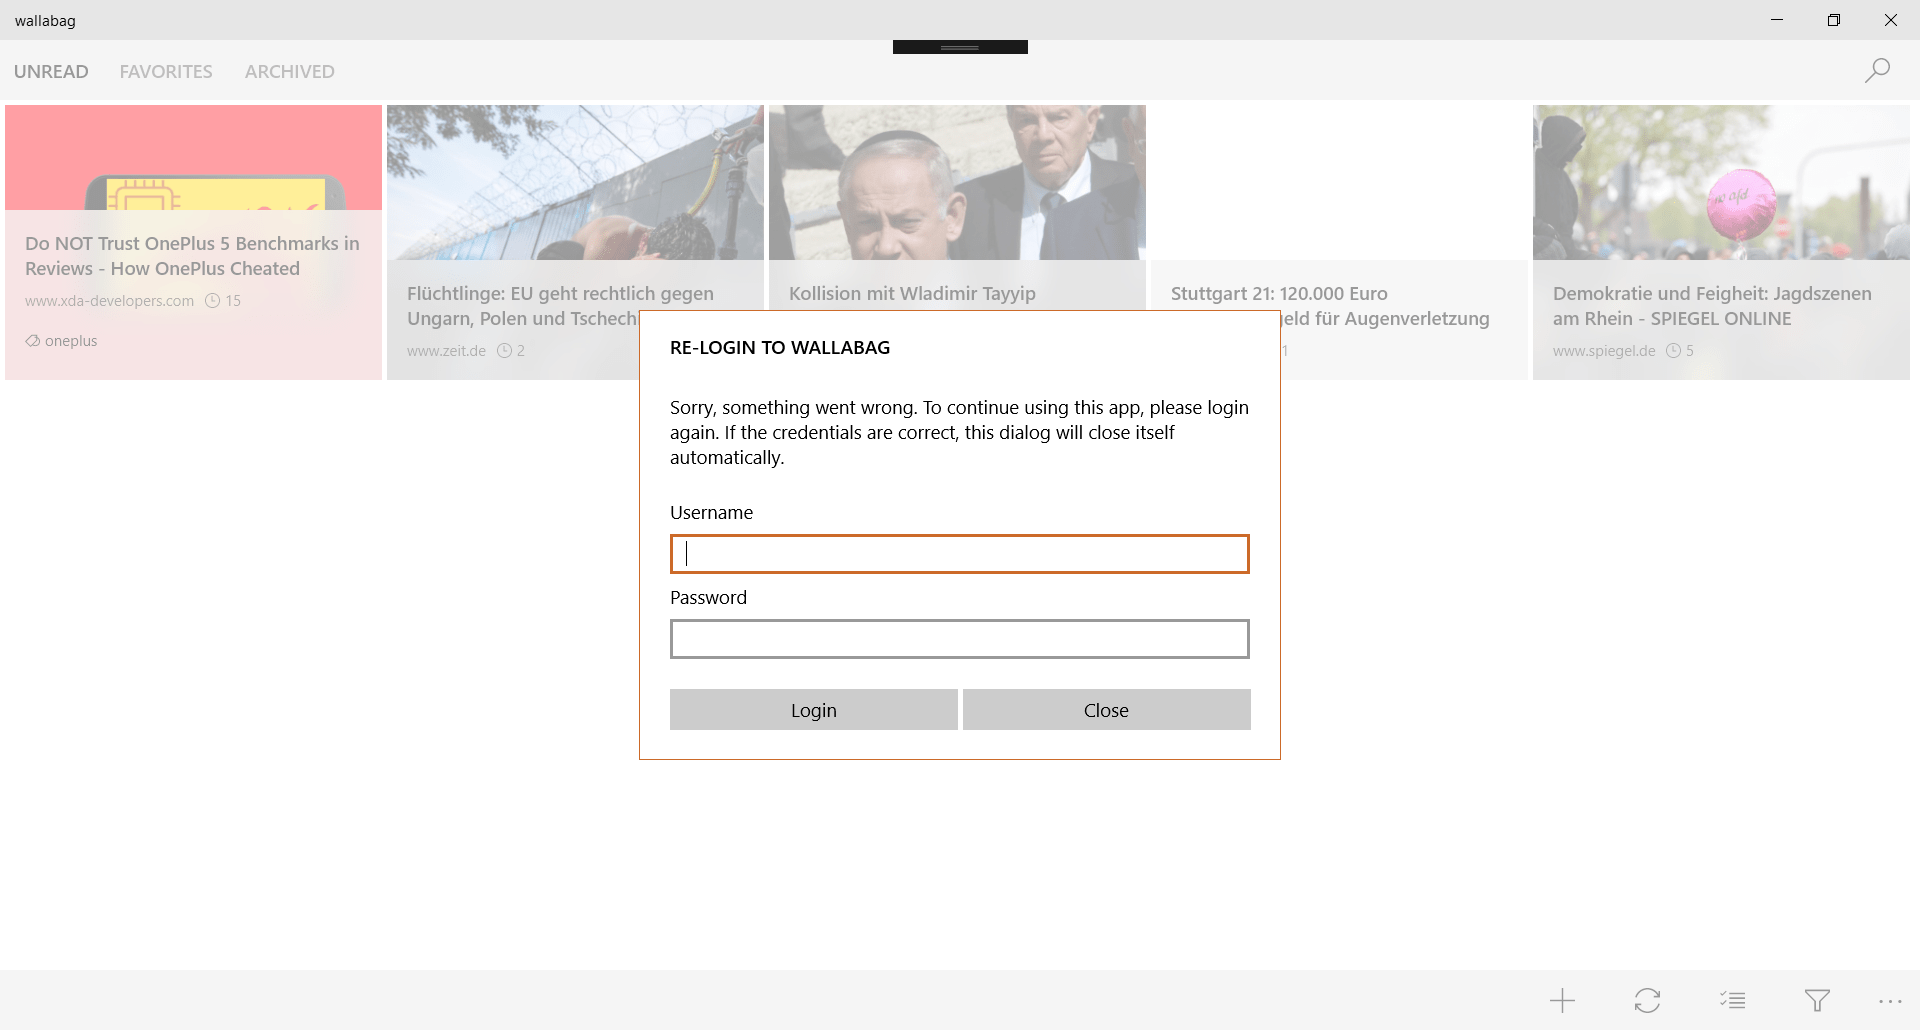 wallabag
UNREAD FAVORITES ARCHIVED
Do NOT Trust OnePlus 5 Benchmarks in
Reviews - How OnePlus Cheated
www.xda-developers.com 15
oneplus
Flüchtlinge: EU geht rechtlich gegen
Ungarn, Polen und Tschech
www.zeit.de 2
Kollision mit Wladimir Tayyip
Stuttgart 21: 120.000 Euro
geld für Augenverletzung
1
Demokratie und Feigheit: Jagdszenen
am Rhein - SPIEGEL ONLINE
www.spiegel.de 5
RE-LOGIN TO WALLABAG
Sorry, something went wrong. To continue using this app, please login
again. If the credentials are correct, this dialog will close itself
automatically.
Username
Password
Login Close